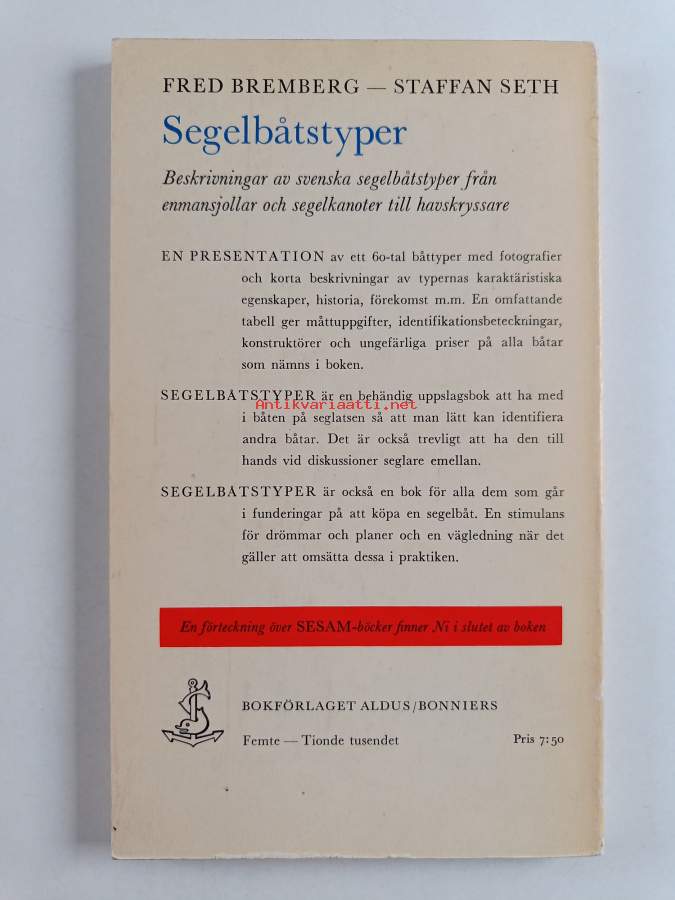 FRED BREMBERG — STAFFAN SETH
Segelbåtstyper
Beskrivningar av svenska segelbåtstyper från
enmansjollar och segelkanoter till havskryssare
EN PRESENTATION av ett 60-tal båttyper med fotografier
och korta beskrivningar av typernas karaktäristiska
egenskaper, historia, förekomst m.m. En omfattande
tabell ger måttuppgifter, identifikationsbeteckningar,
konstruktörer och ungefärliga priser på alla båtar
som nämns i boken.
SEGELBÅTSTYPER är en behändig uppslagsbok att ha med
Antikvariaatti.net
i båten på seglatsen så att man lätt kan identifiera
andra båtar. Det är också trevligt att ha den till
hands vid diskussioner seglare emellan.
SEGELBÅTSTYPER är också en bok för alla dem som går
i funderingar på att köpa en segelbåt. En stimulans
för drömmar och planer och en vägledning när det
gäller att omsätta dessa i praktiken.
En förteckning över SESAM-böcker finner Ni i slutet av boken
BOKFÖRLAGET ALDUS/BONNIERS
Femte — Tionde tusendet Pris 7:50